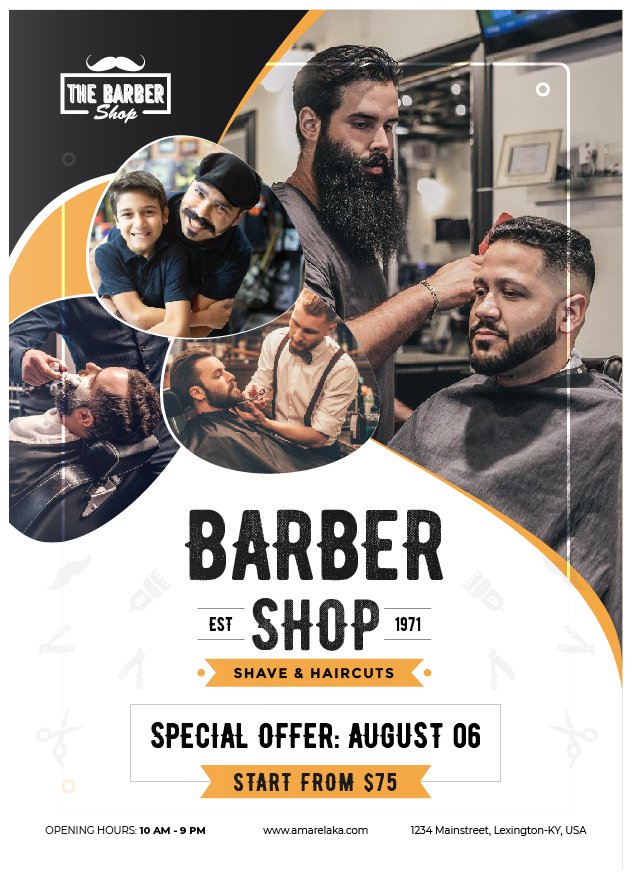 THE BARBER
Shop
BARBER
EST SHOP 1971
SHAVE & HAIRCUTS
SPECIAL OFFER: AUGUST 06
START FROM $75
OPENING HOURS: 10 AM - 9 PM www.amarelaka.com 1234 Mainstreet, Lexington-KY, USA